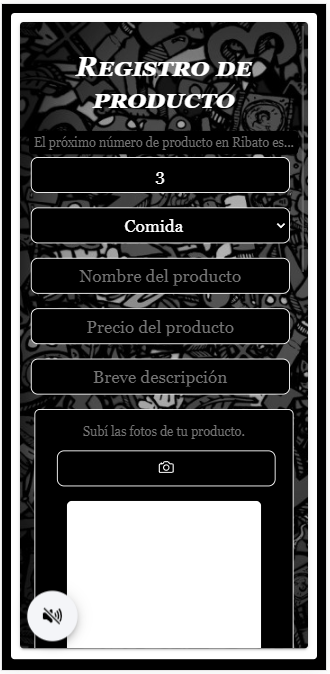 Registro de
producto
El próximo número de producto en Ribato es...
3
Comida
Nombre del producto
Precio del producto
Breve descripción
Subí las fotos de tu producto.